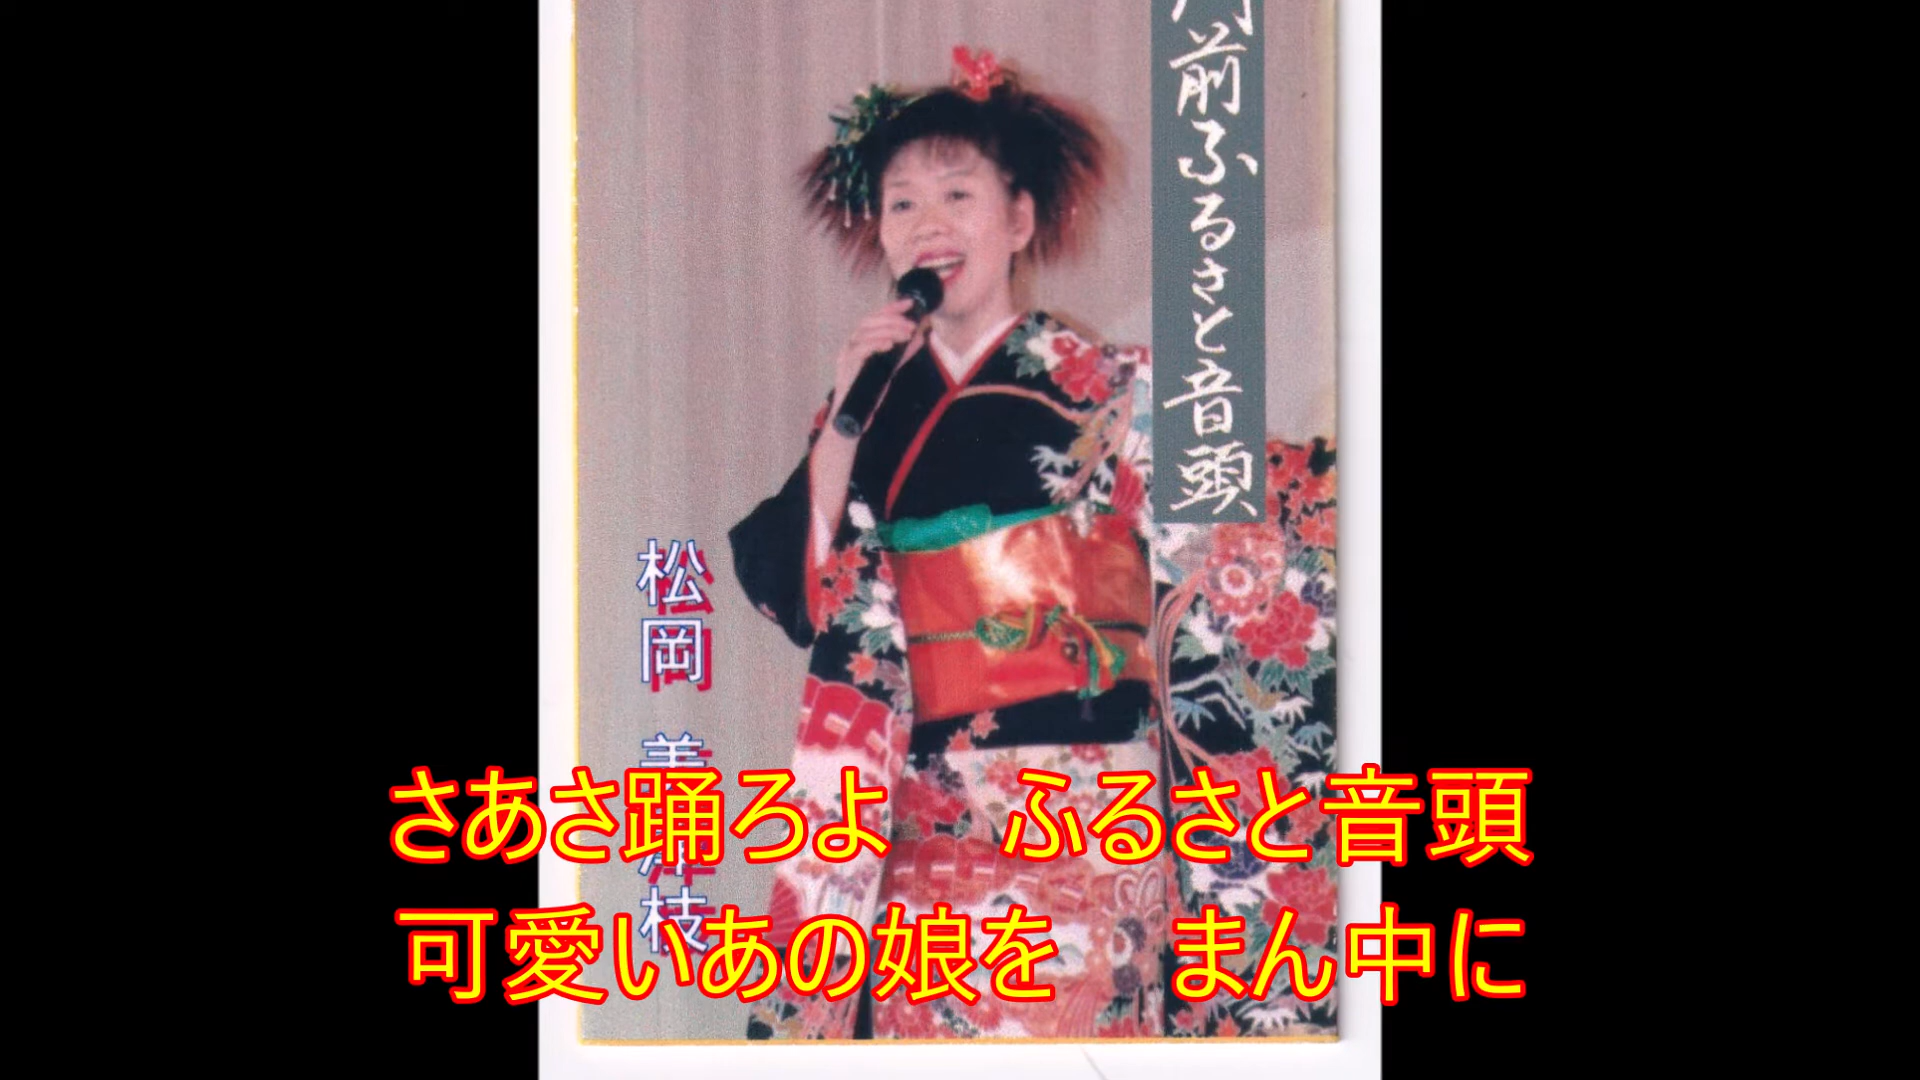 前ふるさと音頭
松岡
枝
さあさ踊ろよ　ふるさと音頭
可愛いあの娘を　まん中に